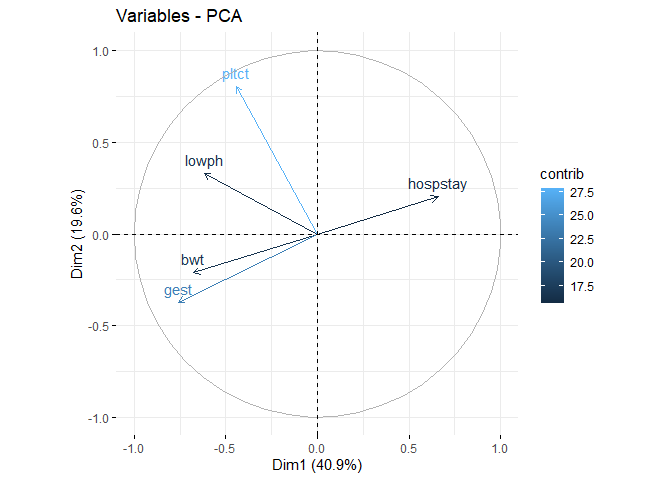 Variables - PCA
1.0
0.5
0.0
-0.5
-1.0
Dim2 (19.6%)
pltct
lowph
hospstay
bwt
gest
-1.0 -0.5 0.0 0.5 1.0
Dim1 (40.9%)
contrib
27.5
25.0
22.5
20.0
17.5